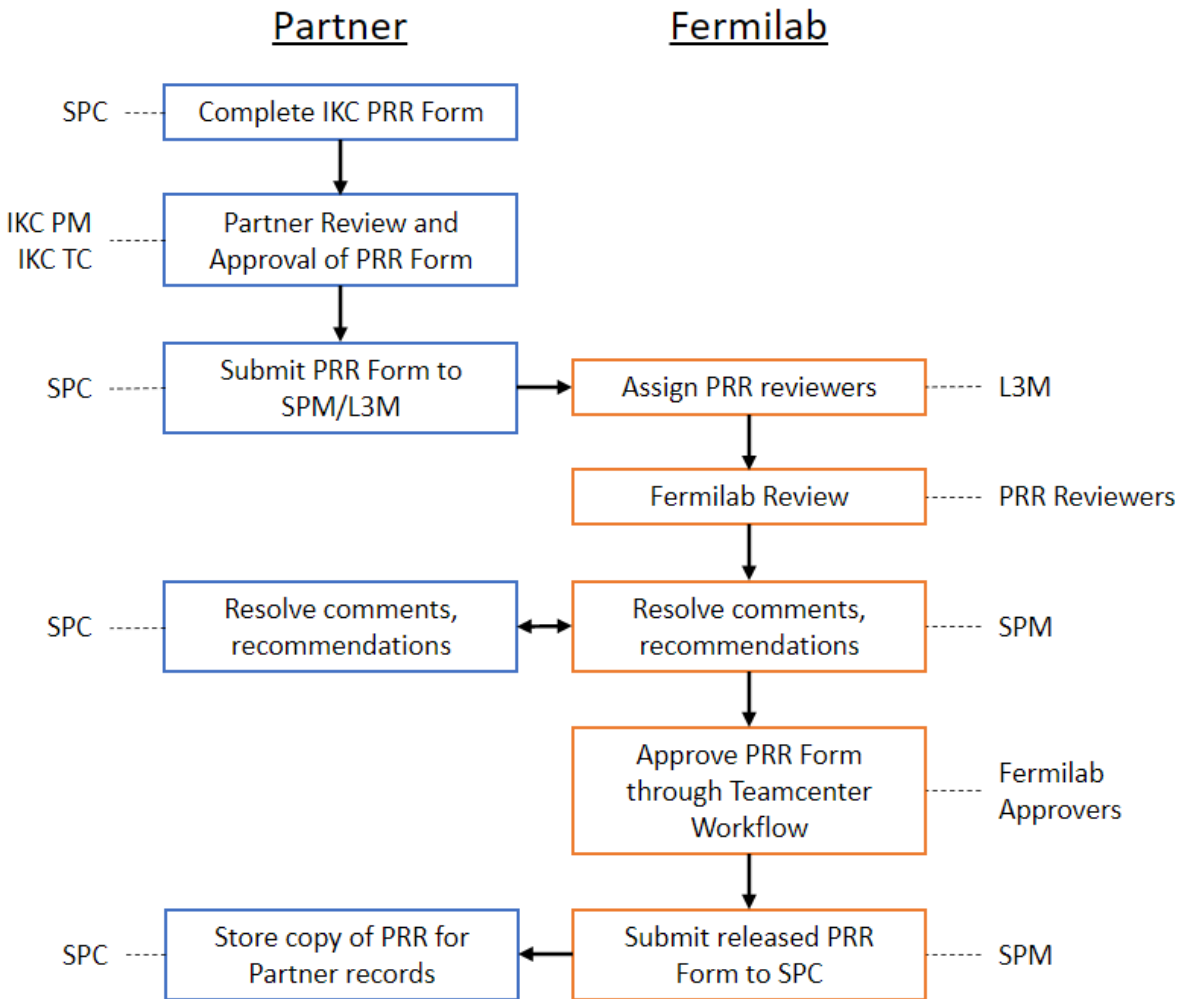 Partner
Fermilab
SPC
Complete IKC PRR Form
IKC PM
IKC TC
Partner Review and
Approval of PRR Form
SPC
Submit PRR Form to
SPM/L3M
Assign PRR reviewers
L3M
Fermilab Review
PRR Reviewers
SPC
Resolve comments,
recommendations
Resolve comments,
recommendations
SPM
Approve PRR Form
through Teamcenter
Workflow
Fermilab
Approvers
SPC
Store copy of PRR for
Partner records
Submit released PRR
Form to SPC
SPM